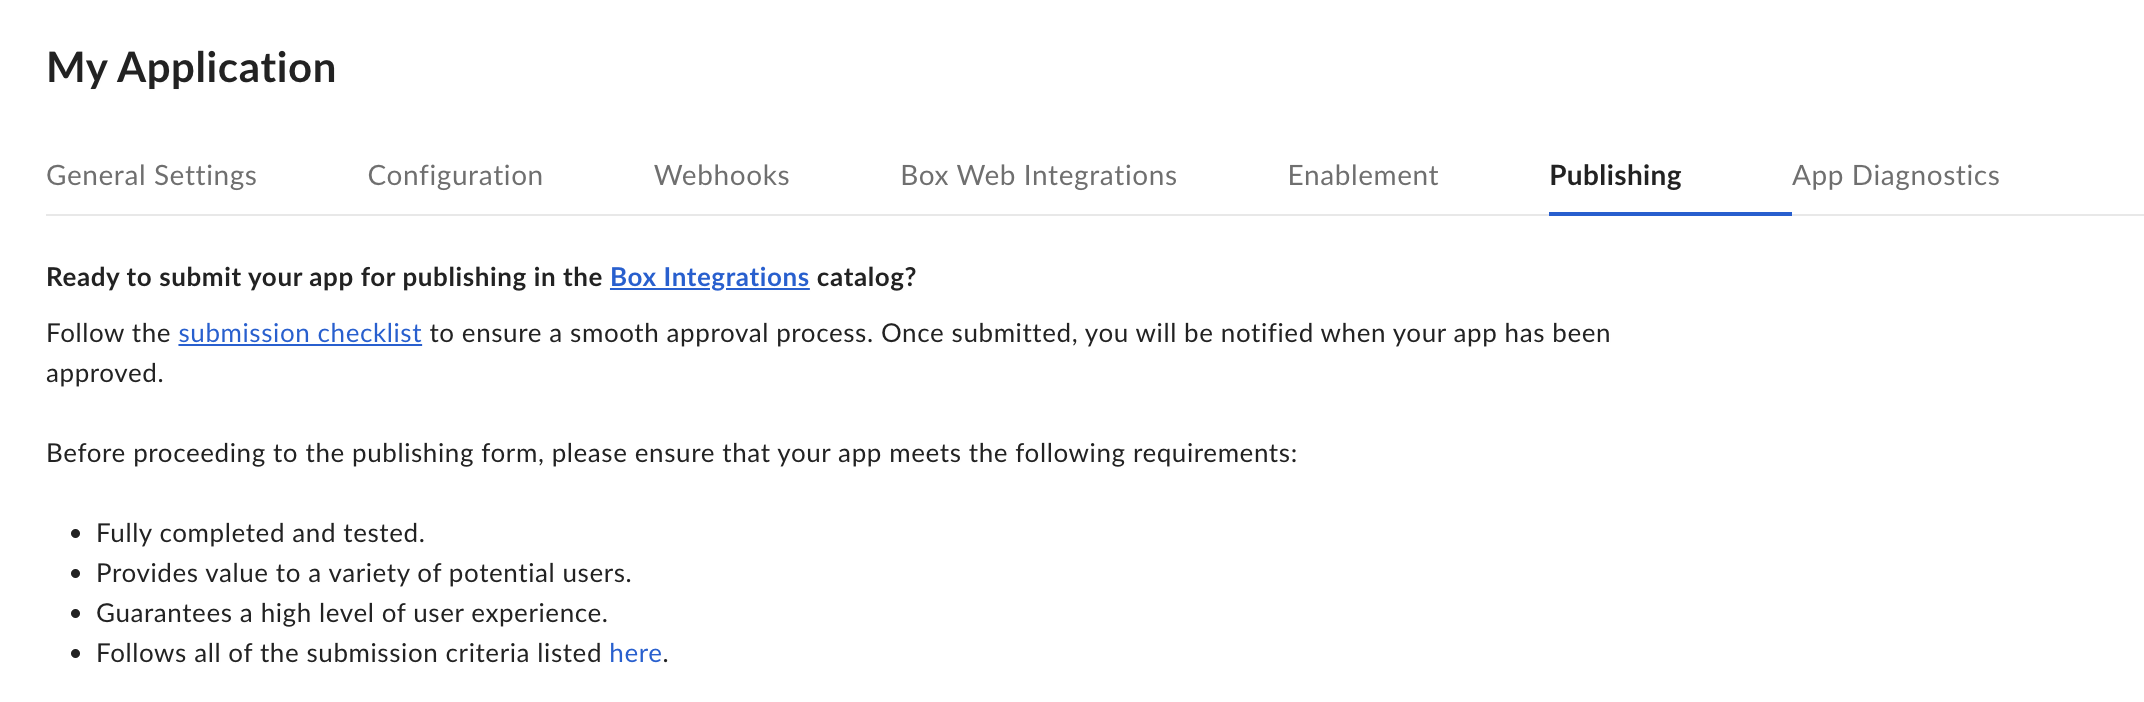 My Application
General Settings
Configuration
Webhooks
Box Web Integrations
Enablement
Publishing
App Diagnostics
Ready to submit your app for publishing in the Box Integrations catalog?
Follow the submission checklist to ensure a smooth approval process. Once submitted, you will be notified when your app has been
approved.
Before proceeding to the publishing form, please ensure that your app meets the following requirements:
• Fully completed and tested.
• Provides value to a variety of potential users.
• Guarantees a high level of user experience.
• Follows all of the submission criteria listed here.